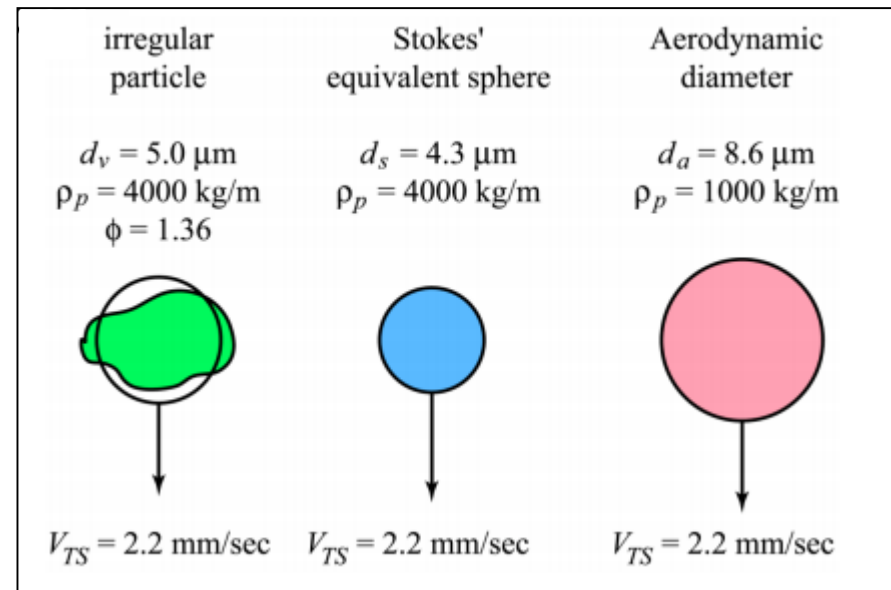 irregular
particle
d_v = 5.0 μm
ρ_p = 4000 kg/m
ϕ = 1.36
V_TS = 2.2 mm/sec
Stokes'
equivalent sphere
d_s = 4.3 μm
ρ_p = 4000 kg/m
V_TS = 2.2 mm/sec
Aerodynamic
diameter
d_a = 8.6 μm
ρ_p = 1000 kg/m
V_TS = 2.2 mm/sec